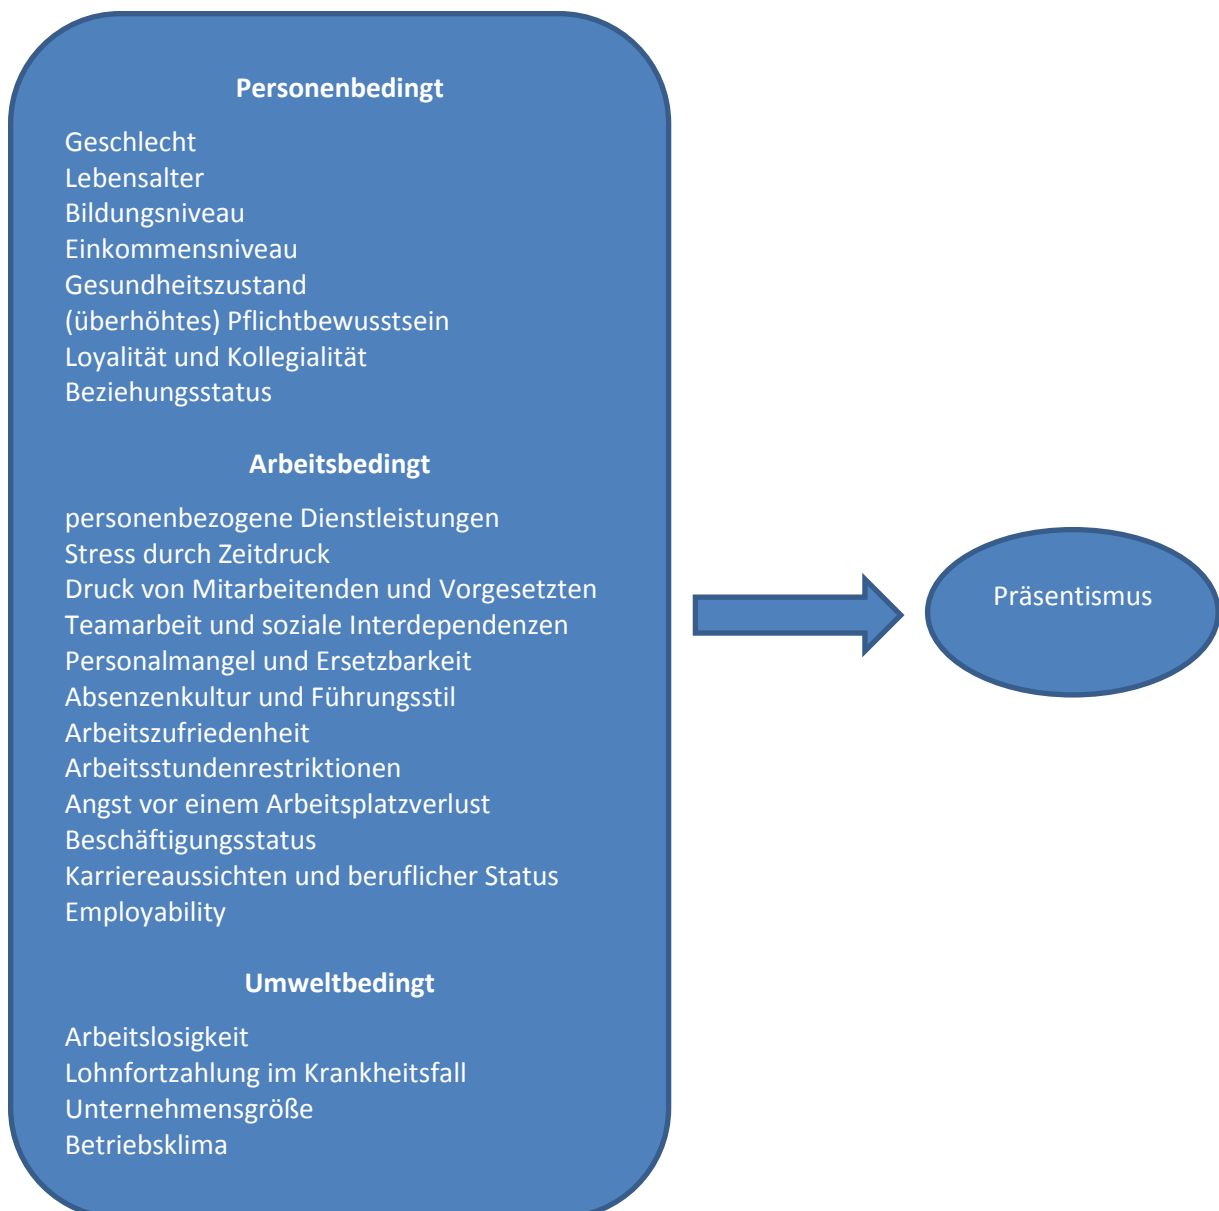 Personenbedingt
Geschlecht
Lebensalter
Bildungsniveau
Einkommensniveau
Gesundheitszustand
(überhöhtes) Pflichtbewusstsein
Loyalität und Kollegialität
Beziehungsstatus
Arbeitsbedingt
personenbezogene Dienstleistungen
Stress durch Zeitdruck
Druck von Mitarbeitenden und Vorgesetzten
Teamarbeit und soziale Interdependenzen
Personalmangel und Ersetzbarkeit
Absenzenkultur und Führungsstil
Arbeitszufriedenheit
Arbeitsstundenrestriktionen
Angst vor einem Arbeitsplatzverlust
Beschäftigungsstatus
Karriereaussichten und beruflicher Status
Employability
Umweltbedingt
Arbeitslosigkeit
Lohnfortzahlung im Krankheitsfall
Unternehmensgröße
Betriebsklima
Präsentismus